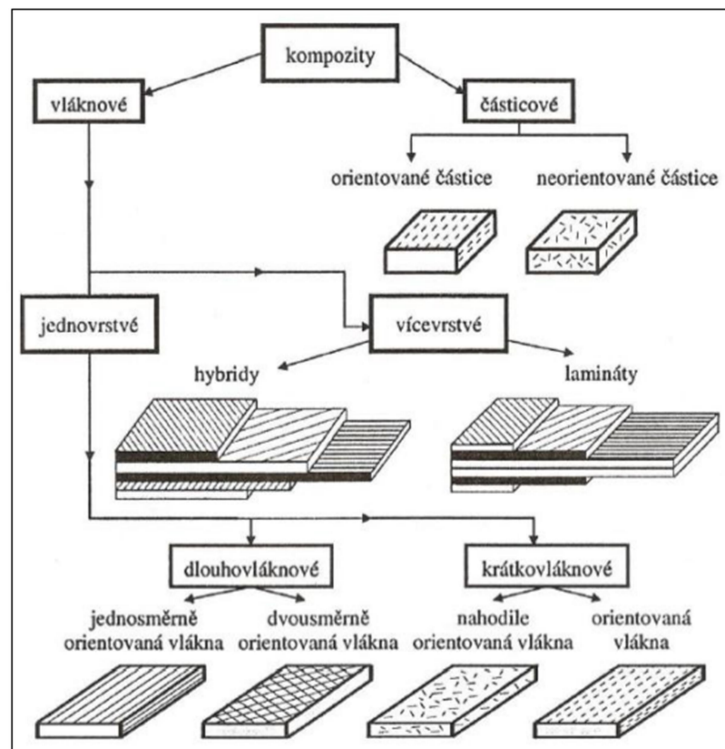 kompozity
vláknové
částicové
orientované částice
neorientované částice
jednovrstvé
vícevrstvé
hybridy
lamináty
dlouhovláknové
krátkovláknové
jednosměrně
orientovaná vlákna
dvousměrně
orientovaná vlákna
nahodile
orientovaná vlákna
orientovaná
vlákna